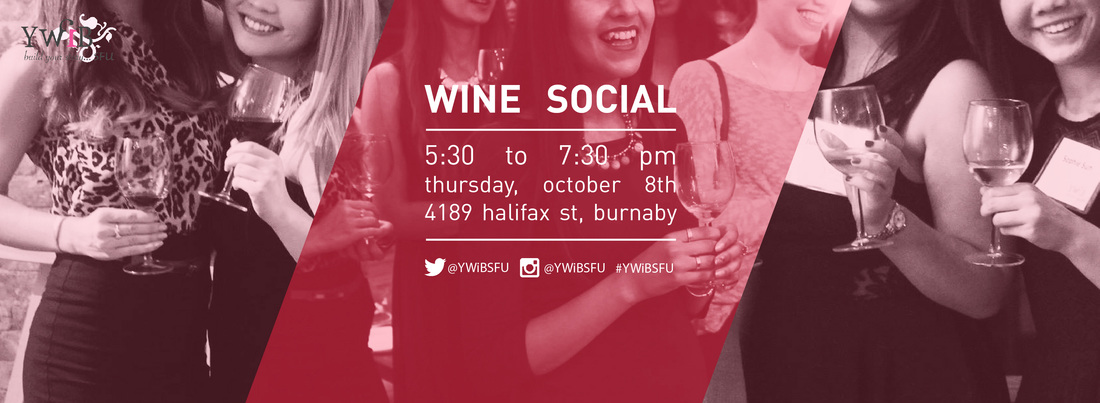 YWiB
WINE SOCIAL
5:30 to 7:30 pm
thursday, october 8th
4189 halifax st, burnaby
@YWiBSFU @YWiBSFU #YWiBSFU